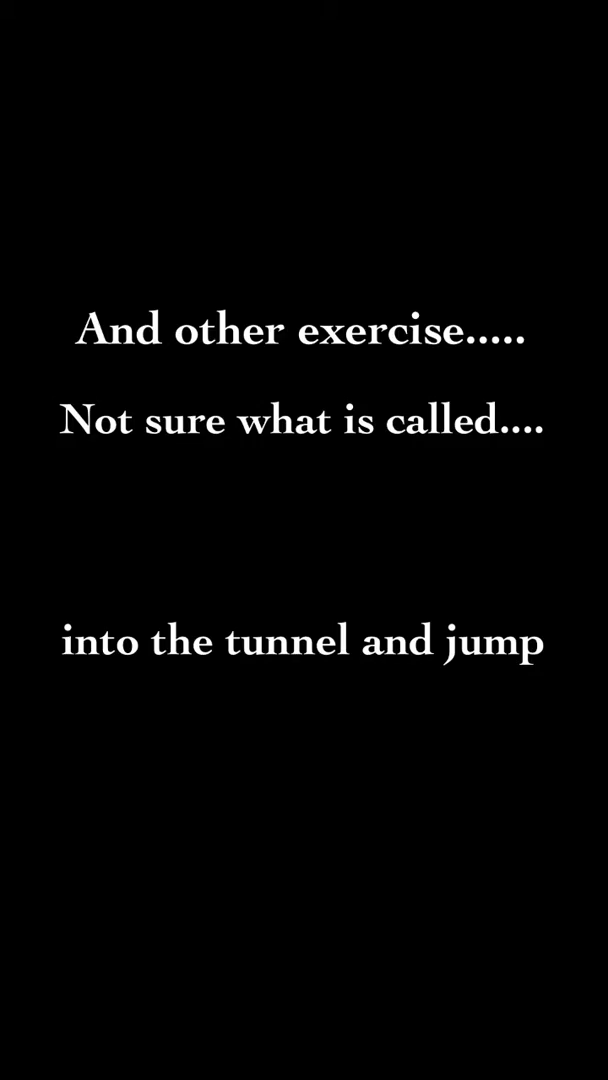 And other exercise.....
Not sure what is called....
into the tunnel and jump